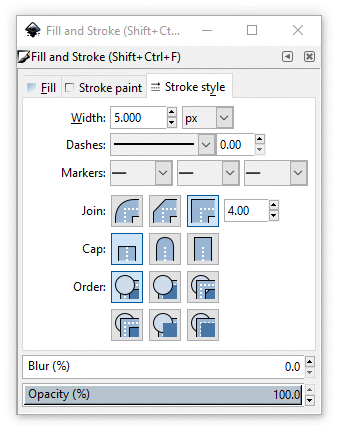 Fill and Stroke (Shift+Ct...
Fill and Stroke (Shift+Ctrl+F)
Fill Stroke paint Stroke style
Width: 5.000 px
Dashes: 0.00
Markers:
Join: 4.00
Cap:
Order:
Blur (%) 0.0
Opacity (%) 100.0